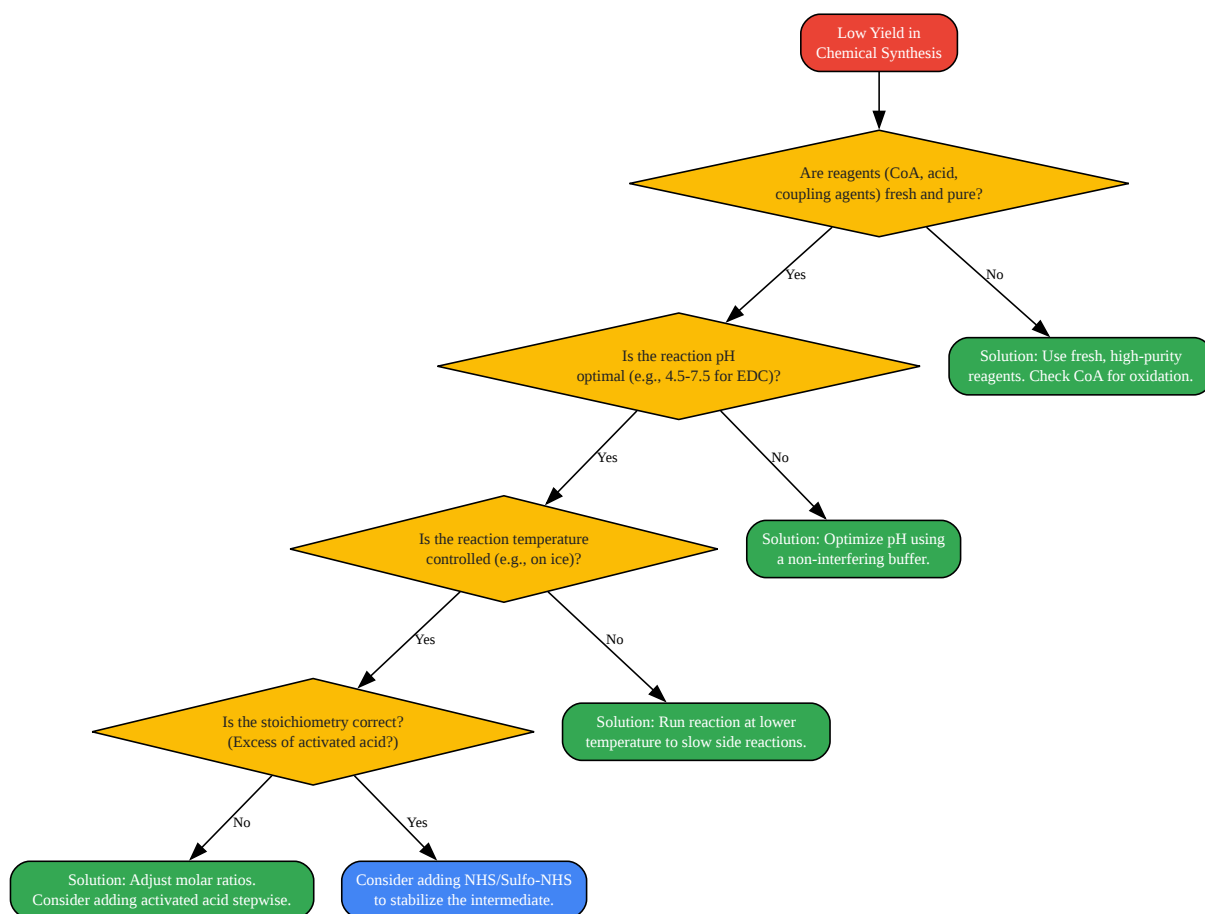 Low Yield in
Chemical Synthesis
Are reagents (CoA, acid,
coupling agents) fresh and pure?
Yes
No
Is the reaction pH
optimal (e.g., 4.5-7.5 for EDC)?
Solution: Use fresh, high-purity
reagents. Check CoA for oxidation.
Yes
No
Is the reaction temperature
controlled (e.g., on ice)?
Solution: Optimize pH using
a non-interfering buffer.
Yes
No
Is the stoichiometry correct?
(Excess of activated acid?)
Solution: Run reaction at lower
temperature to slow side reactions.
No
Yes
Solution: Adjust molar ratios.
Consider adding activated acid stepwise.
Consider adding NHS/Sulfo-NHS
to stabilize the intermediate.